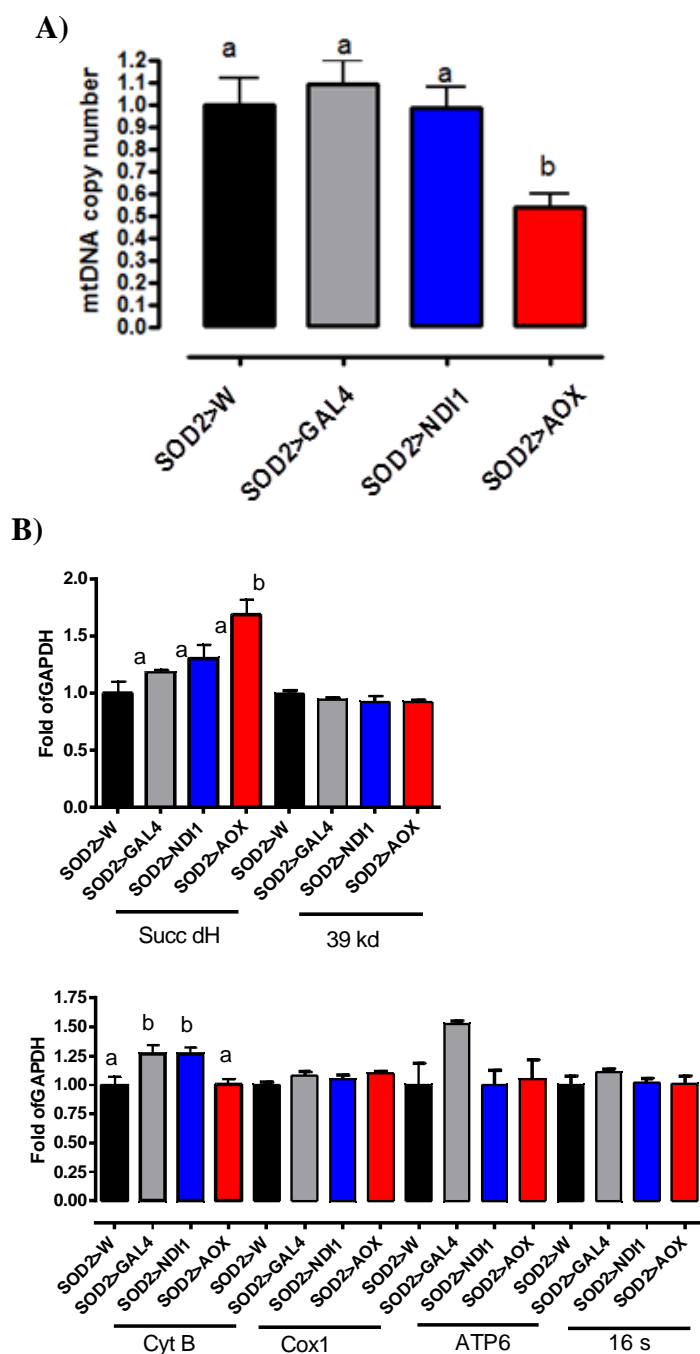 A)
a a a b
mtDNA copy number
1.2
1.1
1.0
0.9
0.8
0.7
0.6
0.5
0.4
0.3
0.2
0.1
0.0
SOD2>W SOD2>GAL4 SOD2>NDI1 SOD2>AOX
B)
Fold ofGAPDH
2.0
1.5
1.0
0.5
0.0
a a a b
SOD2>W SOD2>GAL4 SOD2>NDI1 SOD2>AOX SOD2>W SOD2>GAL4 SOD2>NDI1 SOD2>AOX
Succ dH 39 kd
Fold ofGAPDH
1.75
1.50
1.25
1.00
0.75
0.50
0.25
0.00
a b b a
SOD2>W SOD2>GAL4 SOD2>NDI1 SOD2>AOX SOD2>W SOD2>GAL4 SOD2>NDI1 SOD2>AOX SOD2>W SOD2>GAL4 SOD2>NDI1 SOD2>AOX SOD2>W SOD2>GAL4 SOD2>NDI1 SOD2>AOX
Cyt B Cox1 ATP6 16 s